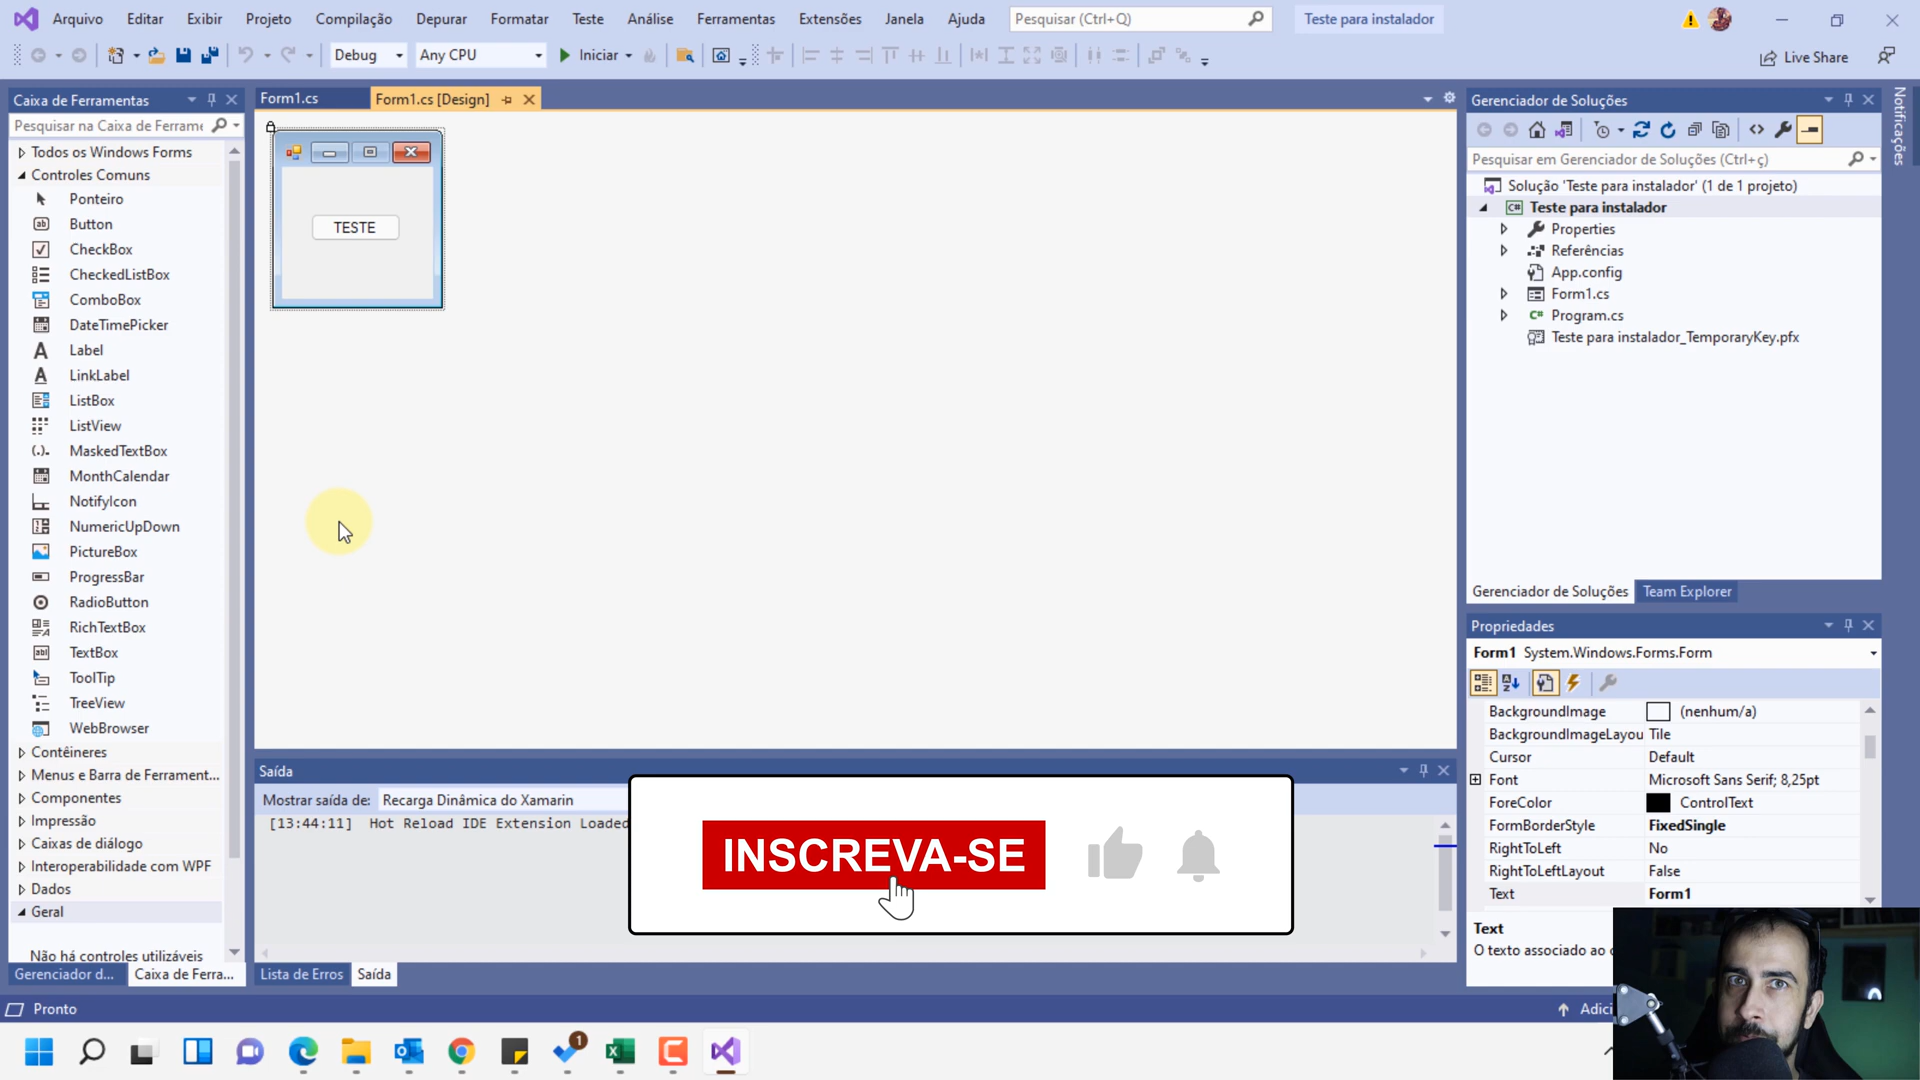 Arquivo Editar Exibir Projeto Compilação Depurar Formatar Teste Análise Ferramentas Extensões Janela Ajuda Pesquisar (Ctrl+Q) Teste para instalador
Debug Any CPU Iniciar Live Share
Caixa de Ferramentas
Pesquisar na Caixa de Ferrame
Todos os Windows Forms
Controles Comuns
Ponteiro
Button
CheckBox
CheckedListBox
ComboBox
DateTimePicker
Label
LinkLabel
ListBox
ListView
MaskedTextBox
MonthCalendar
NotifyIcon
NumericUpDown
PictureBox
ProgressBar
RadioButton
RichTextBox
TextBox
ToolTip
TreeView
WebBrowser
Contêineres
Menus e Barra de Ferrament...
Componentes
Impressão
Caixas de diálogo
Interoperabilidade com WPF
Dados
Geral
Não há controles utilizáveis
Gerenciador d... Caixa de Ferra...
Form1.cs Form1.cs [Design]
TESTE
Saída
Mostrar saída de: Recarga Dinâmica do Xamarin
[13:44:11] Hot Reload IDE Extension Loaded
Lista de Erros Saída
INSCREVA-SE
Gerenciador de Soluções
Pesquisar em Gerenciador de Soluções (Ctrl+ç)
Solução 'Teste para instalador' (1 de 1 projeto)
Teste para instalador
Properties
Referências
App.config
Form1.cs
Program.cs
Teste para instalador_TemporaryKey.pfx
Gerenciador de Soluções Team Explorer
Notificações
Propriedades
Form1 System.Windows.Forms.Form
BackgroundImage (nenhum/a)
BackgroundImageLayou Tile
Cursor Default
Font Microsoft Sans Serif; 8,25pt
ForeColor ControlText
FormBorderStyle FixedSingle
RightToLeft No
RightToLeftLayout False
Text Form1
Text
O texto associado ao c
Pronto
Adici
1